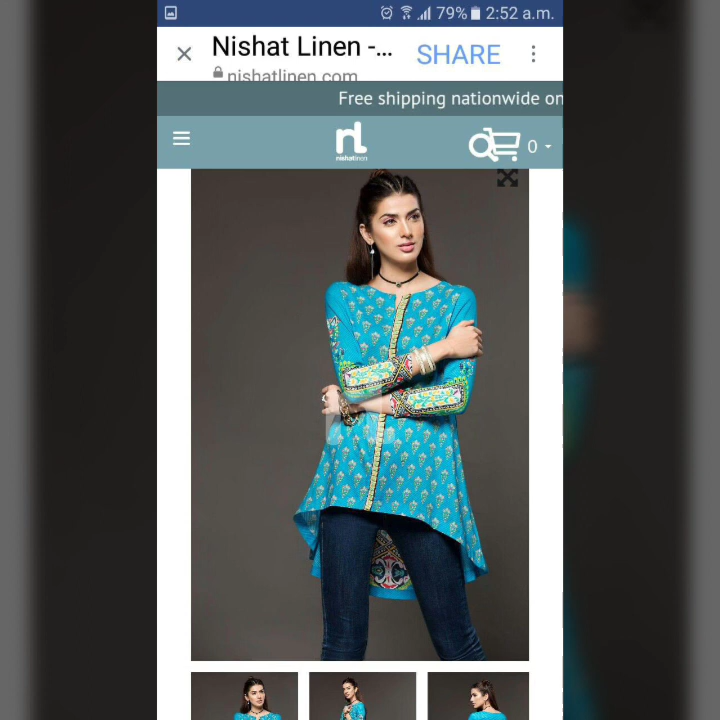 79% 2:52 a.m.
Nishat Linen -...
SHARE
nishatlinen.com
Free shipping nationwide on
0
nl
nishatlinen